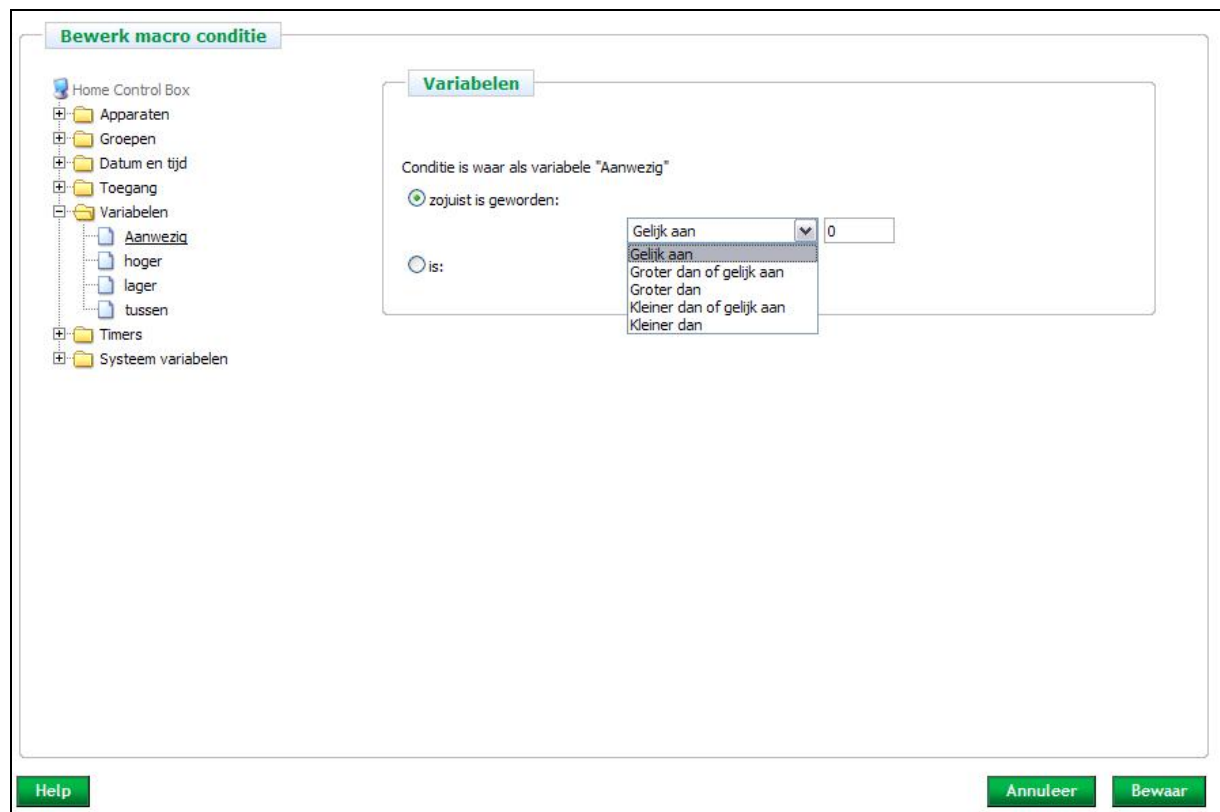 Bewerk macro conditie
Home Control Box
Apparaten
Groepen
Datum en tijd
Toegang
Variabelen
Aanwezig
hoger
lager
tussen
Timers
Systeem variabelen
Variabelen
Conditie is waar als variabele "Aanwezig"
zojuist is geworden:
Gelijk aan 0
Gelijk aan
Groter dan of gelijk aan
Groter dan
Kleiner dan of gelijk aan
Kleiner dan
is:
Help
Annuleer
Bewaar